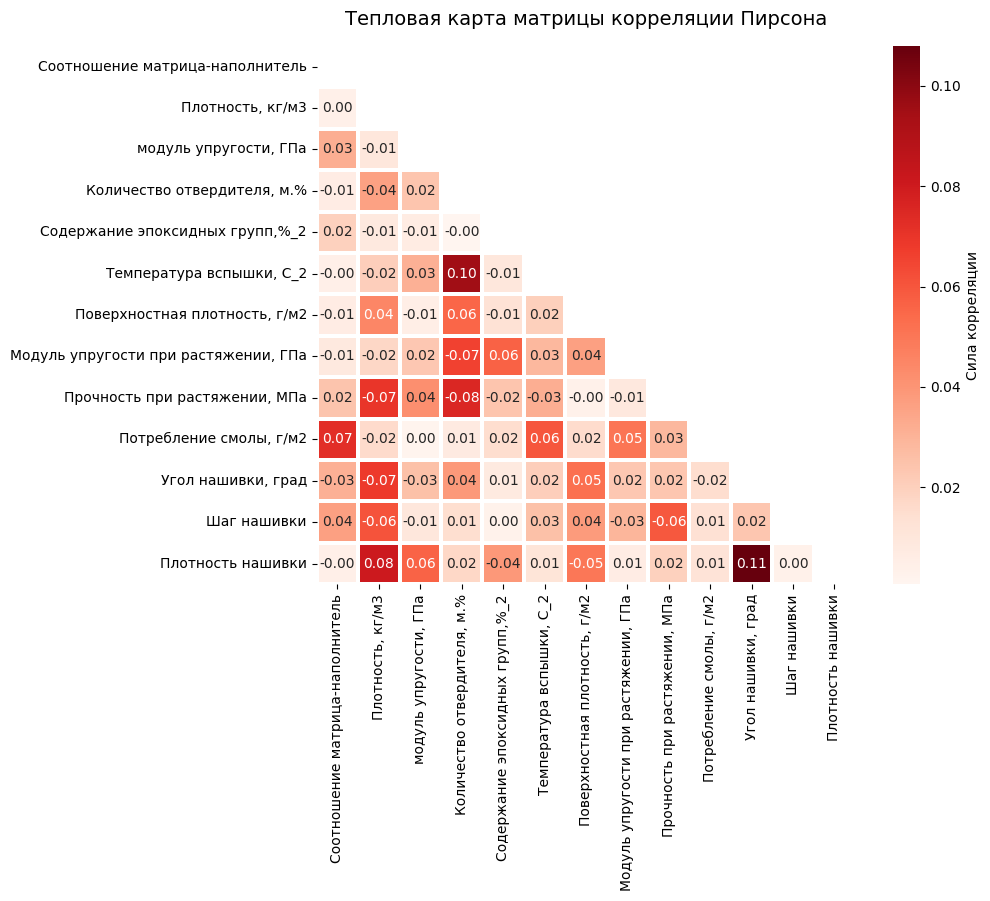 Тепловая карта матрицы корреляции Пирсона
Соотношение матрица-наполнитель
Плотность, кг/м3
0.00
модуль упругости, ГПа
0.03 -0.01
Количество отвердителя, м.%
-0.01 -0.04 0.02
Содержание эпоксидных групп,%_2
0.02 -0.01 -0.01 -0.00
Температура вспышки, С_2
-0.00 -0.02 0.03 0.10 -0.01
Поверхностная плотность, г/м2
-0.01 0.04 -0.01 0.06 -0.01 0.02
Модуль упругости при растяжении, ГПа
-0.01 -0.02 0.02 -0.07 0.06 0.03 0.04
Прочность при растяжении, МПа
0.02 -0.07 0.04 -0.08 -0.02 -0.03 -0.00 -0.01
Потребление смолы, г/м2
0.07 -0.02 0.00 0.01 0.02 0.06 0.02 0.05 0.03
Угол нашивки, град
-0.03 -0.07 -0.03 0.04 0.01 0.02 0.05 0.02 0.02 -0.02
Шаг нашивки
0.04 -0.06 -0.01 0.01 0.00 0.03 0.04 -0.03 -0.06 0.01 0.02
Плотность нашивки
-0.00 0.08 0.06 0.02 -0.04 0.01 -0.05 0.01 0.02 0.01 0.11 0.00
Соотношение матрица-наполнитель
Плотность, кг/м3
модуль упругости, ГПа
Количество отвердителя, м.%
Содержание эпоксидных групп,%_2
Температура вспышки, С_2
Поверхностная плотность, г/м2
Модуль упругости при растяжении, ГПа
Прочность при растяжении, МПа
Потребление смолы, г/м2
Угол нашивки, град
Шаг нашивки
Плотность нашивки
0.10
0.08
0.06
0.04
0.02
Сила корреляции